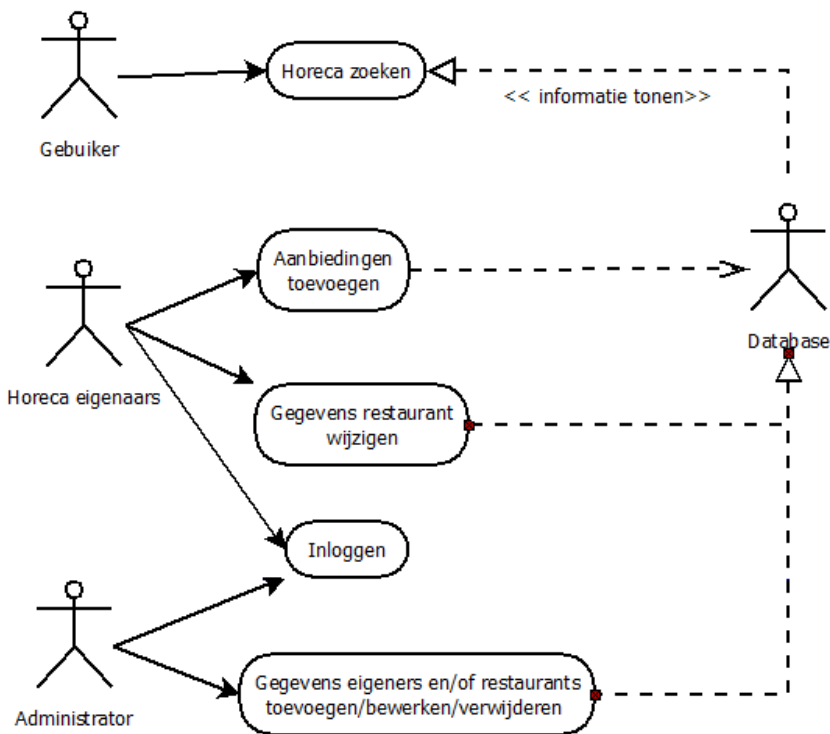 Horeca zoeken
<< informatie tonen>>
Gebuiker
Aanbiedingen
toevoegen
Database
Horeca eigenaars
Gegevens restaurant
wijzigen
Inloggen
Gegevens eigeners en/of restaurants
toevoegen/bewerken/verwijderen
Administrator